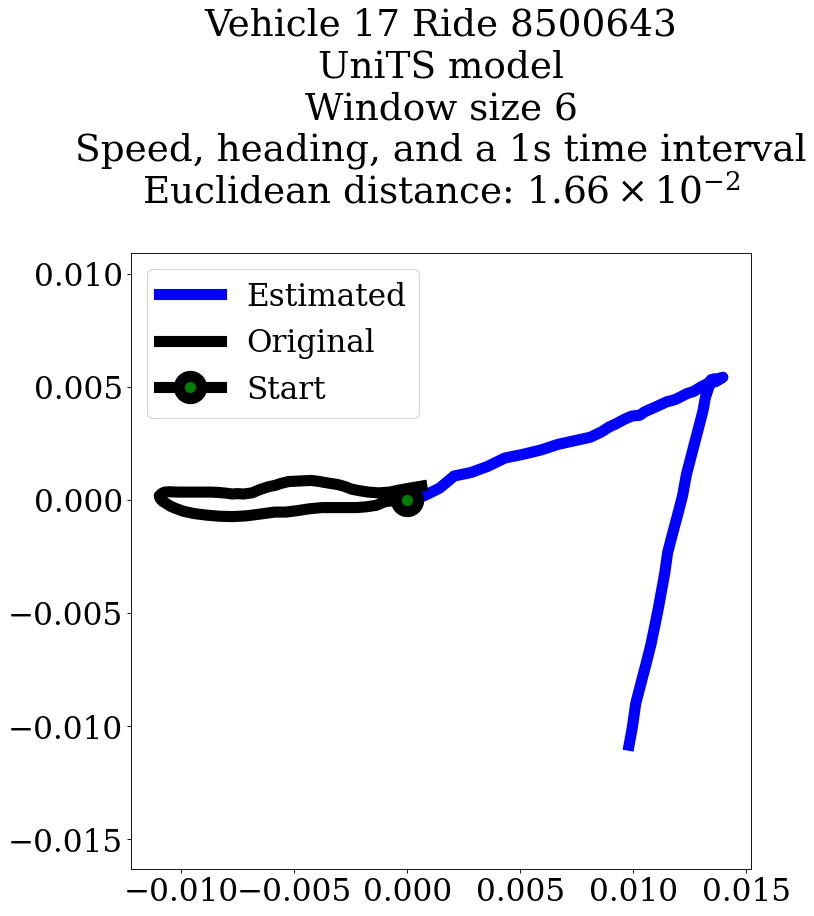 Vehicle 17 Ride 8500643
UniTS model
Window size 6
Speed, heading, and a 1s time interval
Euclidean distance: 1.66 × 10⁻²
Estimated
Original
Start
0.010
0.005
0.000
−0.005
−0.010
−0.015
−0.010 −0.005 0.000 0.005 0.010 0.015